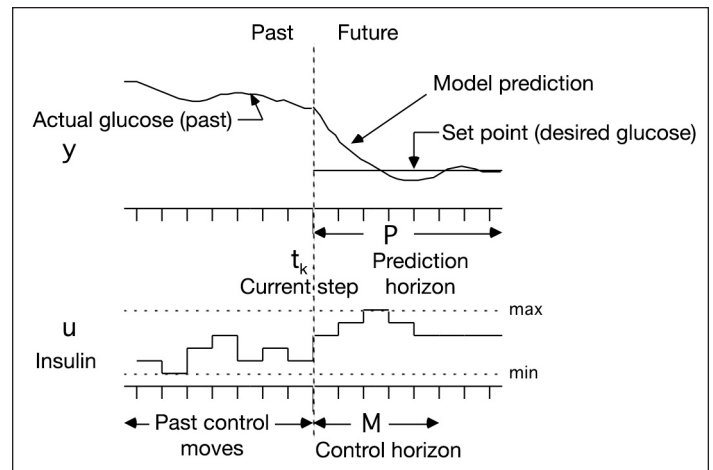 Past Future
Model prediction
Actual glucose (past)
Set point (desired glucose)
y
P
tk
Prediction
Current step horizon
max
u
Insulin
min
Past control M
moves Control horizon